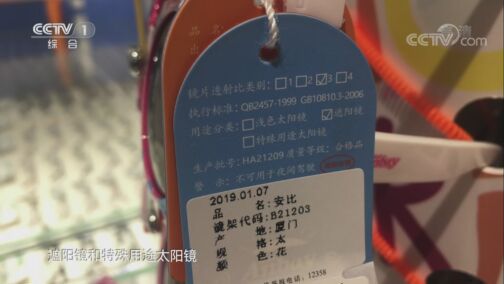 CCTV 1
综合
CCTV.com
镜片透射比类别：□1□2☑3□4
执行标准：QB2457-1999 GB10810.3-2006
用途分类：□浅色太阳镜 ☑遮阳镜
□特殊用途太阳镜
生产批号：HA21209 质量等级：合格品
警 示：不可用于夜间驾驶
2019.01.07
品 名：安比
镜架代码：B21203
产 地：厦门
规 格：太
颜 色：花
电话：12358
遮阳镜和特殊用途太阳镜